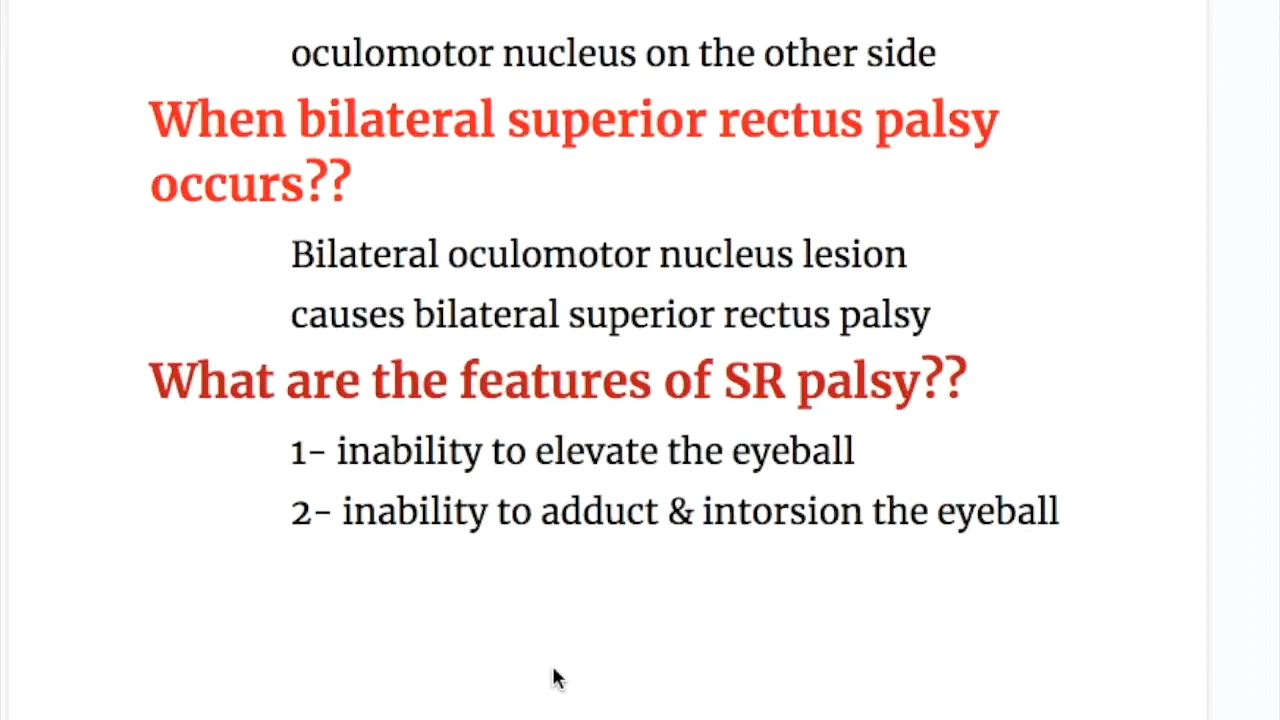 oculomotor nucleus on the other side
When bilateral superior rectus palsy
occurs??
Bilateral oculomotor nucleus lesion
causes bilateral superior rectus palsy
What are the features of SR palsy??
1- inability to elevate the eyeball
2- inability to adduct & intorsion the eyeball